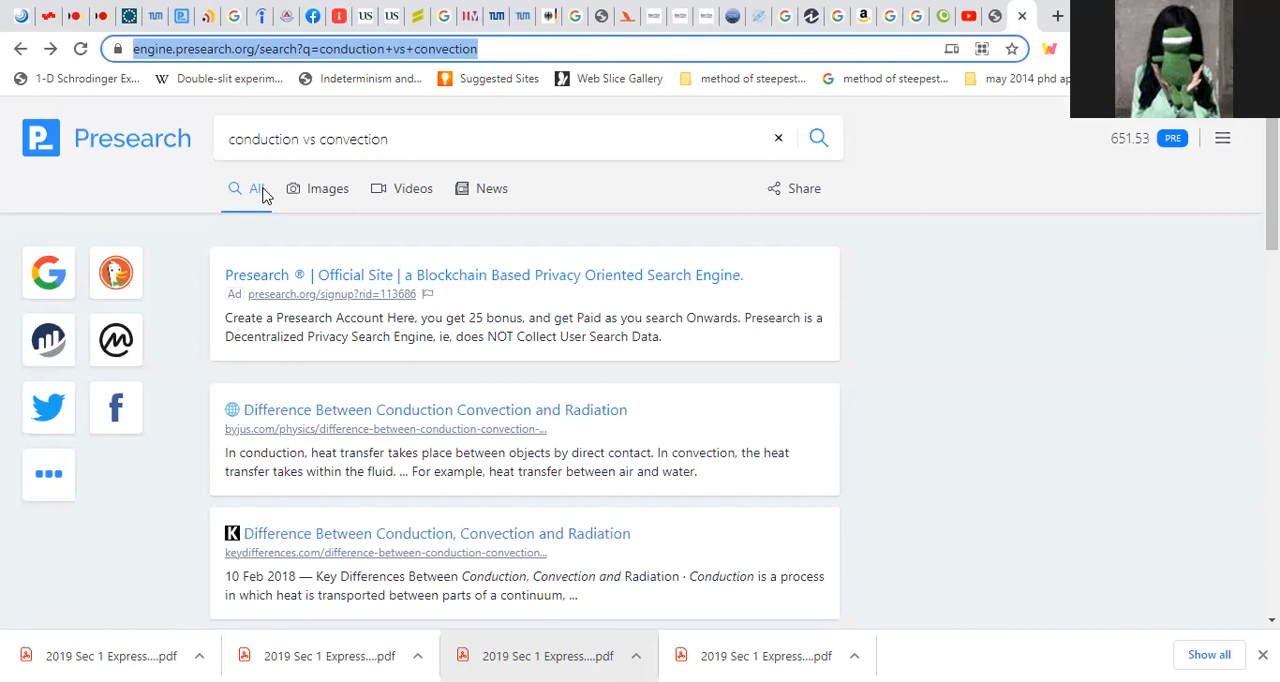 TUM
US
US
TUM
TUM
engine.presearch.org/search?q=conduction+vs+convection
1-D Schrodinger Ex...
Double-slit experim...
Indeterminism and...
Suggested Sites
Web Slice Gallery
method of steepest...
method of steepest...
may 2014 phd ap
Presearch
conduction vs convection
651.53
PRE
All
Images
Videos
News
Share
Presearch ® | Official Site | a Blockchain Based Privacy Oriented Search Engine.
Ad presearch.org/signup?rid=113686
Create a Presearch Account Here, you get 25 bonus, and get Paid as you search Onwards. Presearch is a
Decentralized Privacy Search Engine, ie, does NOT Collect User Search Data.
Difference Between Conduction Convection and Radiation
byjus.com/physics/difference-between-conduction-convection-...
In conduction, heat transfer takes place between objects by direct contact. In convection, the heat
transfer takes within the fluid. ... For example, heat transfer between air and water.
K Difference Between Conduction, Convection and Radiation
keydifferences.com/difference-between-conduction-convection...
10 Feb 2018 — Key Differences Between Conduction, Convection and Radiation · Conduction is a process
in which heat is transported between parts of a continuum, ...
2019 Sec 1 Express....pdf
2019 Sec 1 Express....pdf
2019 Sec 1 Express....pdf
2019 Sec 1 Express....pdf
Show all